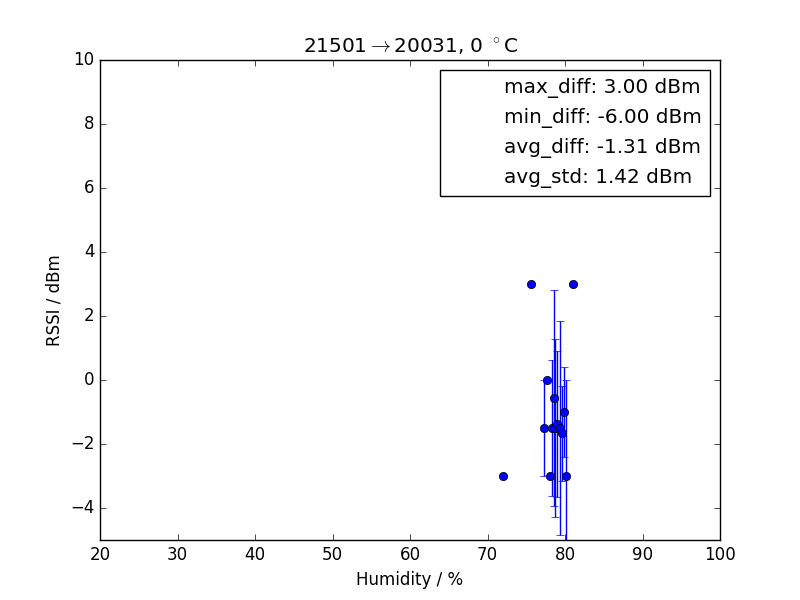 21501→20031, 0 °C
max_diff: 3.00 dBm
min_diff: -6.00 dBm
avg_diff: -1.31 dBm
avg_std: 1.42 dBm
RSSI / dBm
10
8
6
4
2
0
−2
−4
20 30 40 50 60 70 80 90 100
Humidity / %